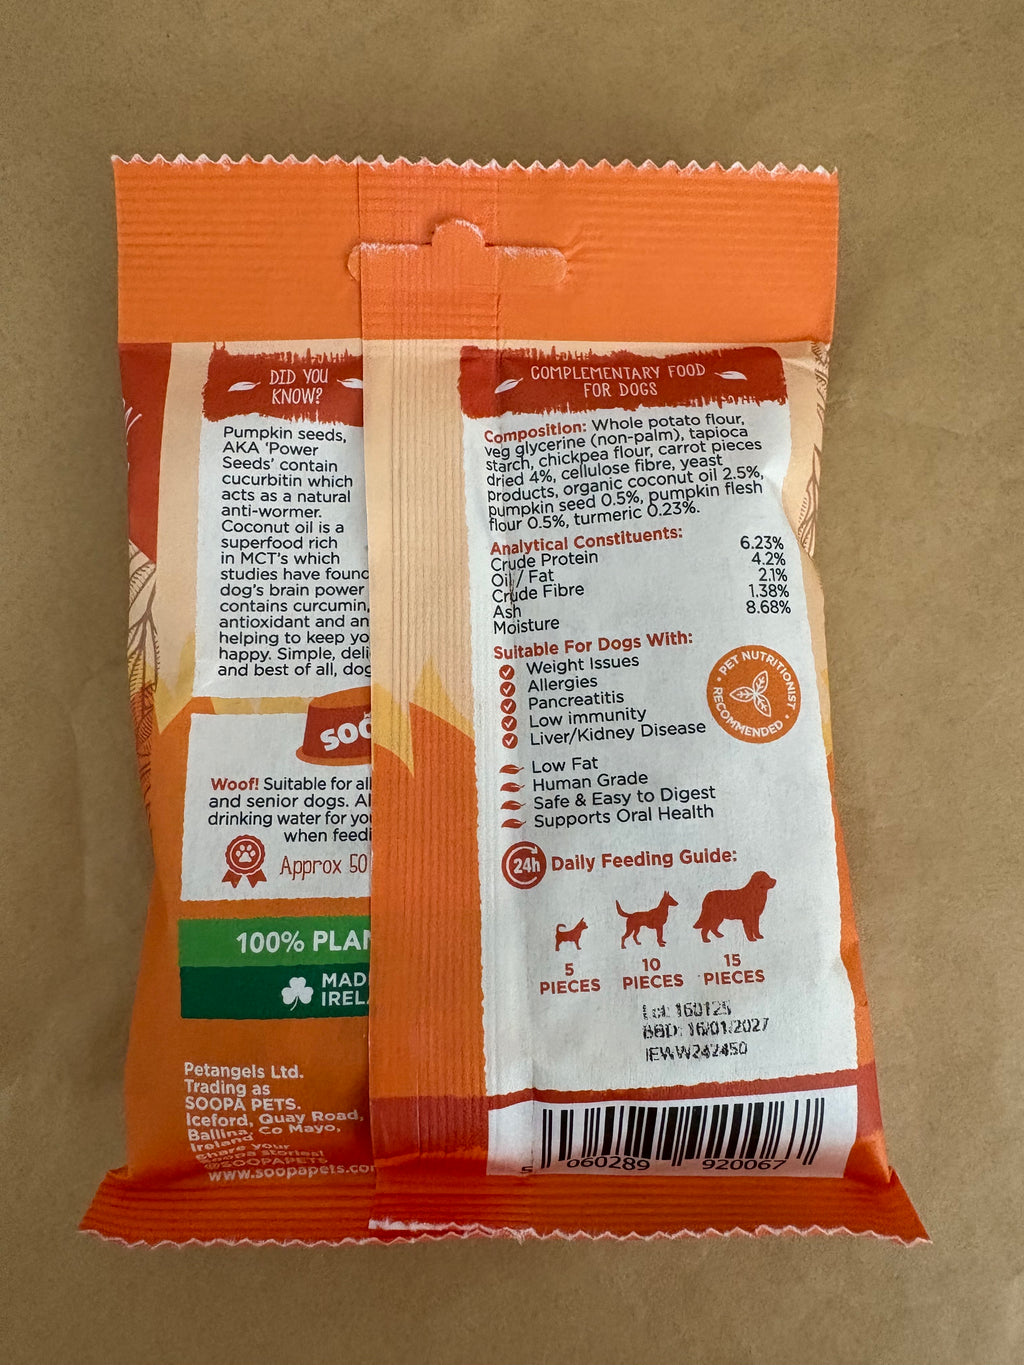 DID YOU
KNOW?
Pumpkin seeds,
AKA 'Power
Seeds' contain
cucurbitin which
acts as a natural
anti-wormer.
Coconut oil is a
superfood rich
in MCT's which
studies have found
dog's brain power
contains curcumin,
antioxidant and an
helping to keep yo
happy. Simple, deli
and best of all, dog
SOO
Woof! Suitable for all
and senior dogs. Al
drinking water for you
when feedi
Approx 50
100% PLAN
MADE
IRELA
Petangels Ltd.
Trading as
SOOPA PETS.
Iceford, Quay Road,
Ballina, Co Mayo,
Ireland
Share your
Soopa stories!
@SOOPAPETS
www.soopapets.com
COMPLEMENTARY FOOD
FOR DOGS
Composition: Whole potato flour,
veg glycerine (non-palm), tapioca
starch, chickpea flour, carrot pieces
dried 4%, cellulose fibre, yeast
products, organic coconut oil 2.5%,
pumpkin seed 0.5%, pumpkin flesh
flour 0.5%, turmeric 0.23%.
Analytical Constituents:
Crude Protein 6.23%
Oil / Fat 4.2%
Crude Fibre 2.1%
Ash 1.38%
Moisture 8.68%
Suitable For Dogs With:
Weight Issues
Allergies
Pancreatitis
Low immunity
Liver/Kidney Disease
PET NUTRITIONIST
RECOMMENDED
Low Fat
Human Grade
Safe & Easy to Digest
Supports Oral Health
24h Daily Feeding Guide:
5 PIECES
10 PIECES
15 PIECES
Lot: 160125
BBD: 16/01/2027
IEWW242450
5 060289 920067